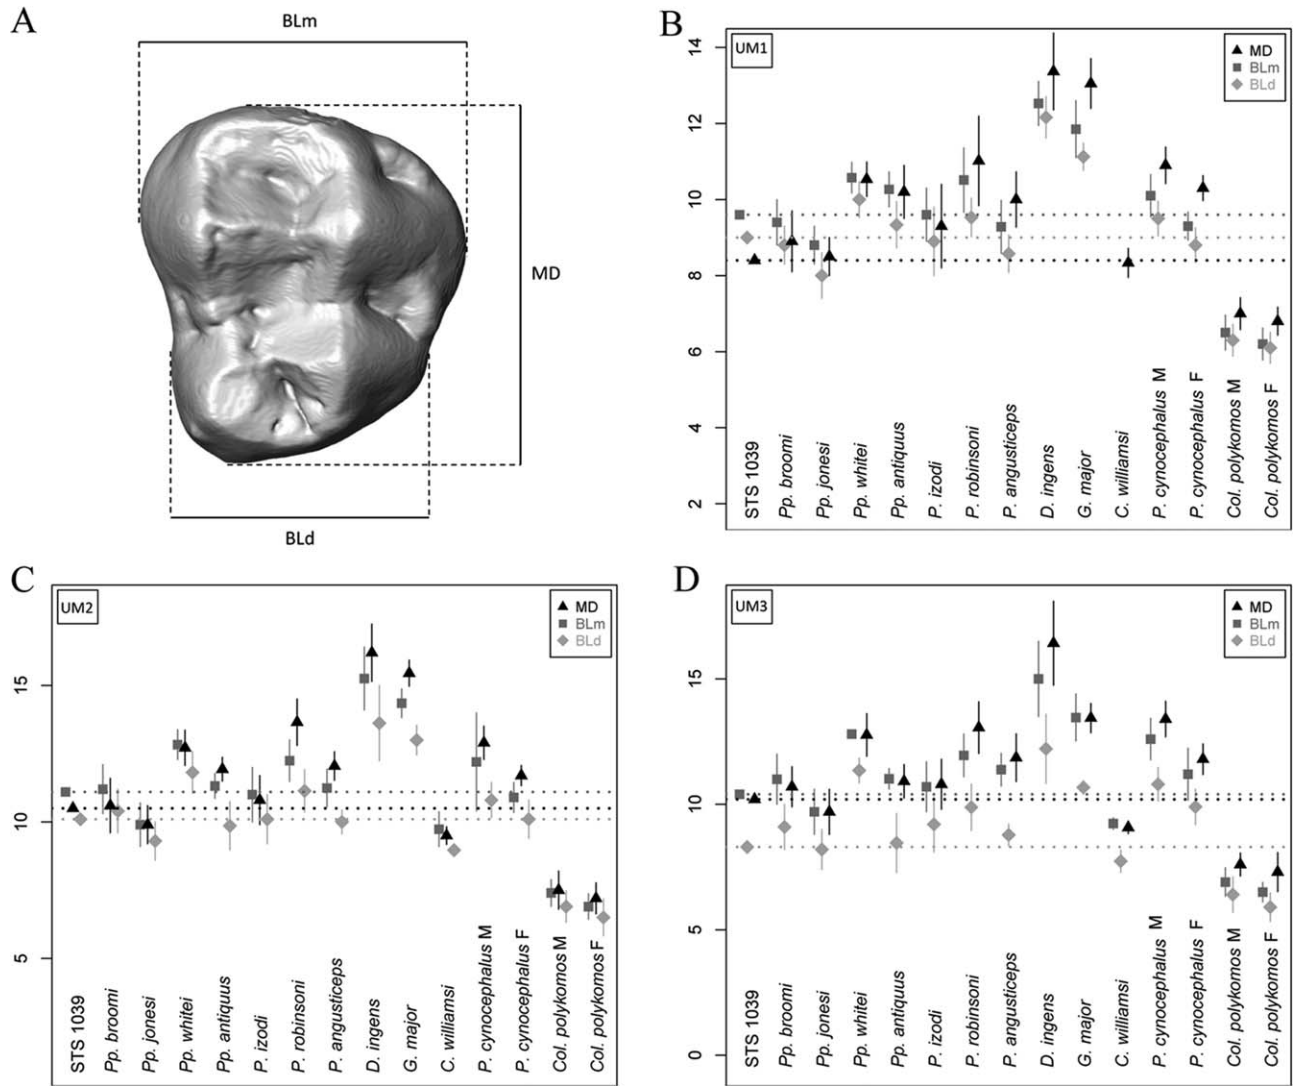 A
BLm
MD
BLd
B
UM1
MD
BLm
BLd
14
12
10
8
6
4
2
STS 1039
Pp. broomi
Pp. jonesi
Pp. whitei
Pp. antiquus
P. izodi
P. robinsoni
P. angusticeps
D. ingens
G. major
C. williamsi
P. cynocephalus M
P. cynocephalus F
Col. polykomos M
Col. polykomos F
C
UM2
MD
BLm
BLd
15
10
5
STS 1039
Pp. broomi
Pp. jonesi
Pp. whitei
Pp. antiquus
P. izodi
P. robinsoni
P. angusticeps
D. ingens
G. major
C. williamsi
P. cynocephalus M
P. cynocephalus F
Col. polykomos M
Col. polykomos F
D
UM3
MD
BLm
BLd
15
10
5
0
STS 1039
Pp. broomi
Pp. jonesi
Pp. whitei
Pp. antiquus
P. izodi
P. robinsoni
P. angusticeps
D. ingens
G. major
C. williamsi
P. cynocephalus M
P. cynocephalus F
Col. polykomos M
Col. polykomos F